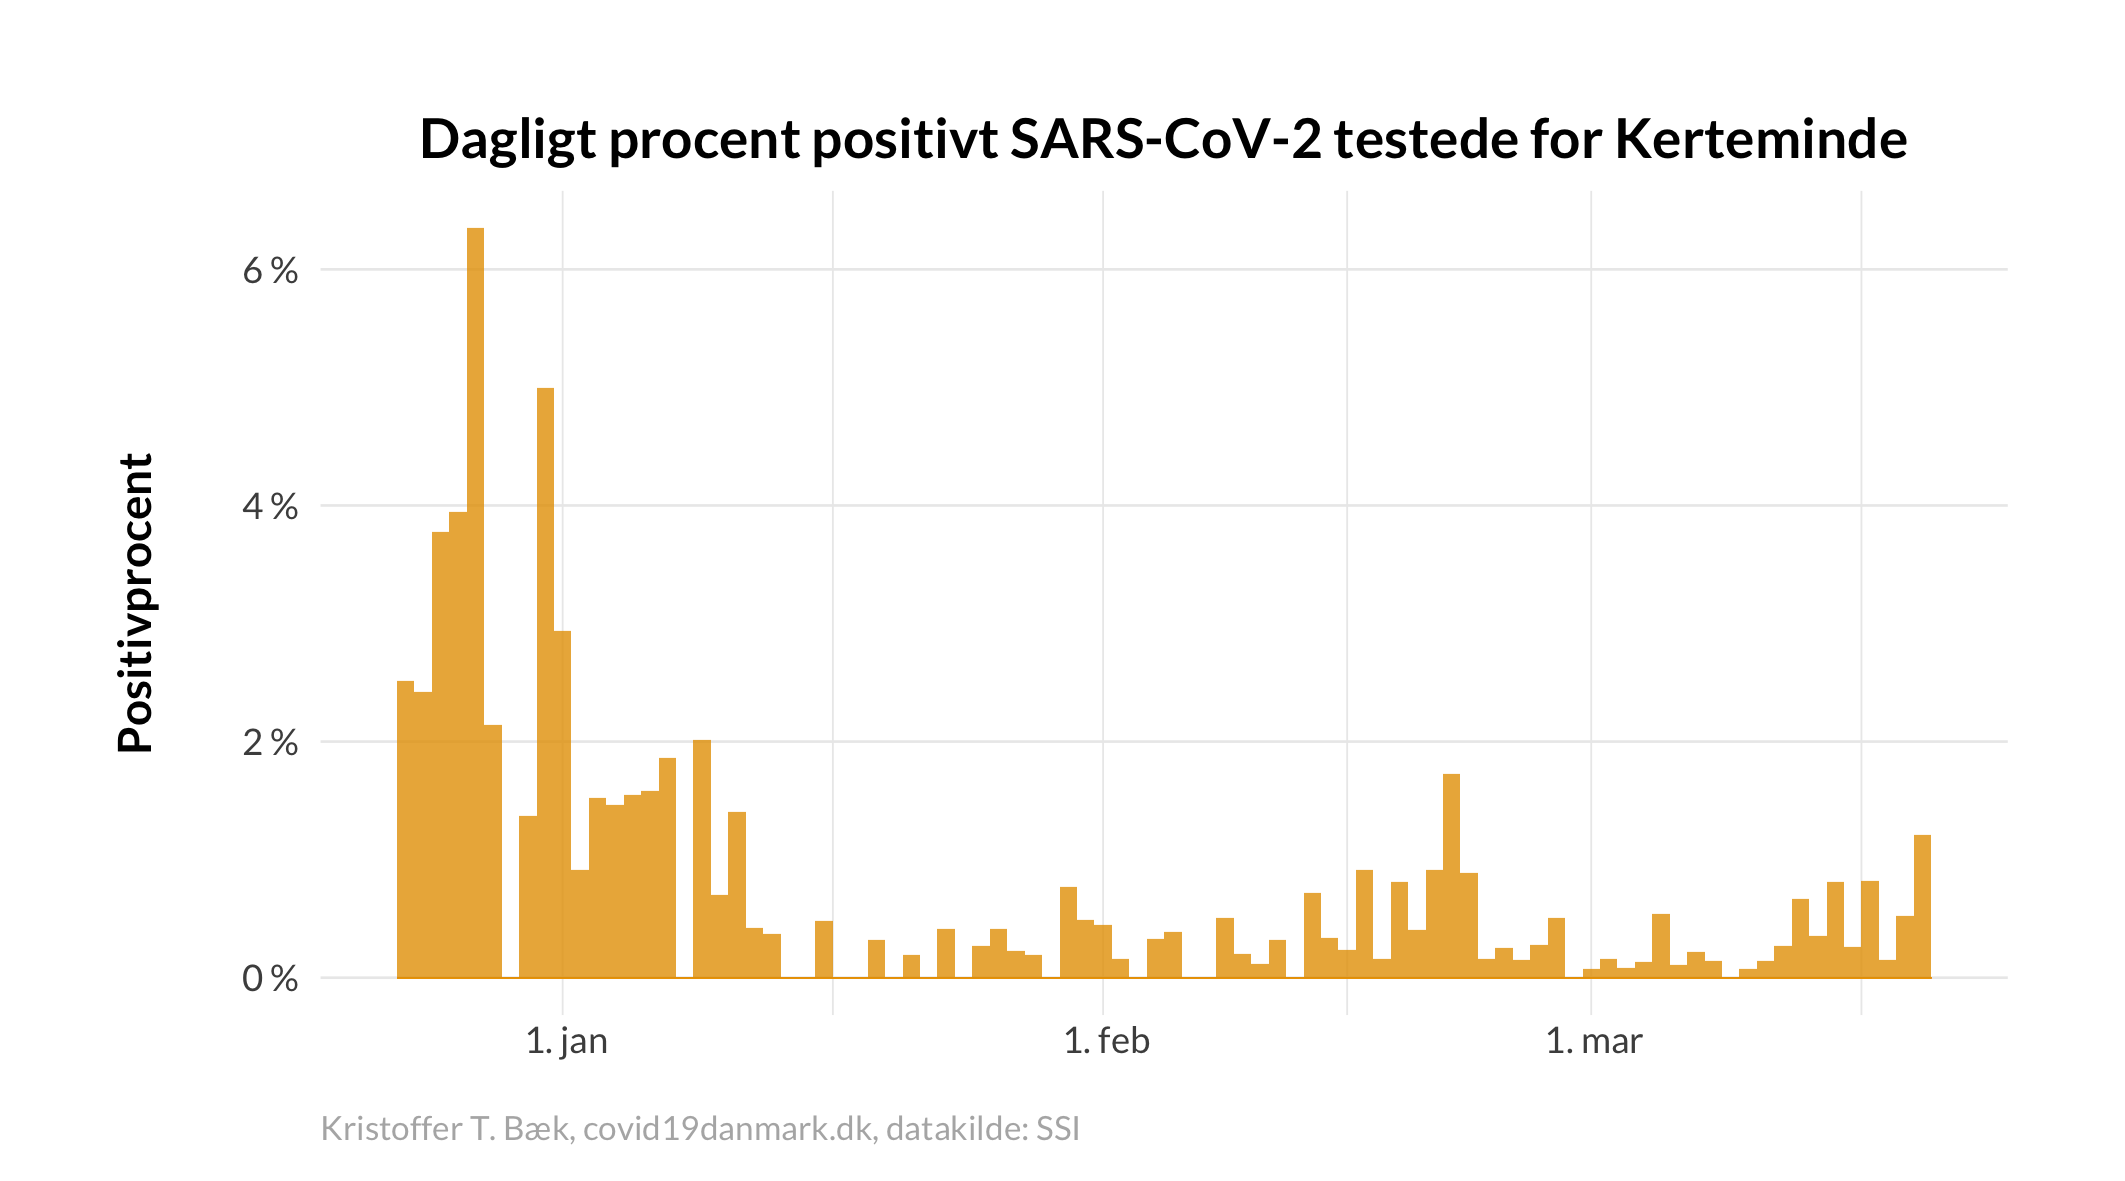 Dagligt procent positivt SARS-CoV-2 testede for Kerteminde
Positivprocent
6 %
4 %
2 %
0 %
1. jan
1. feb
1. mar
Kristoffer T. Bæk, covid19danmark.dk, datakilde: SSI